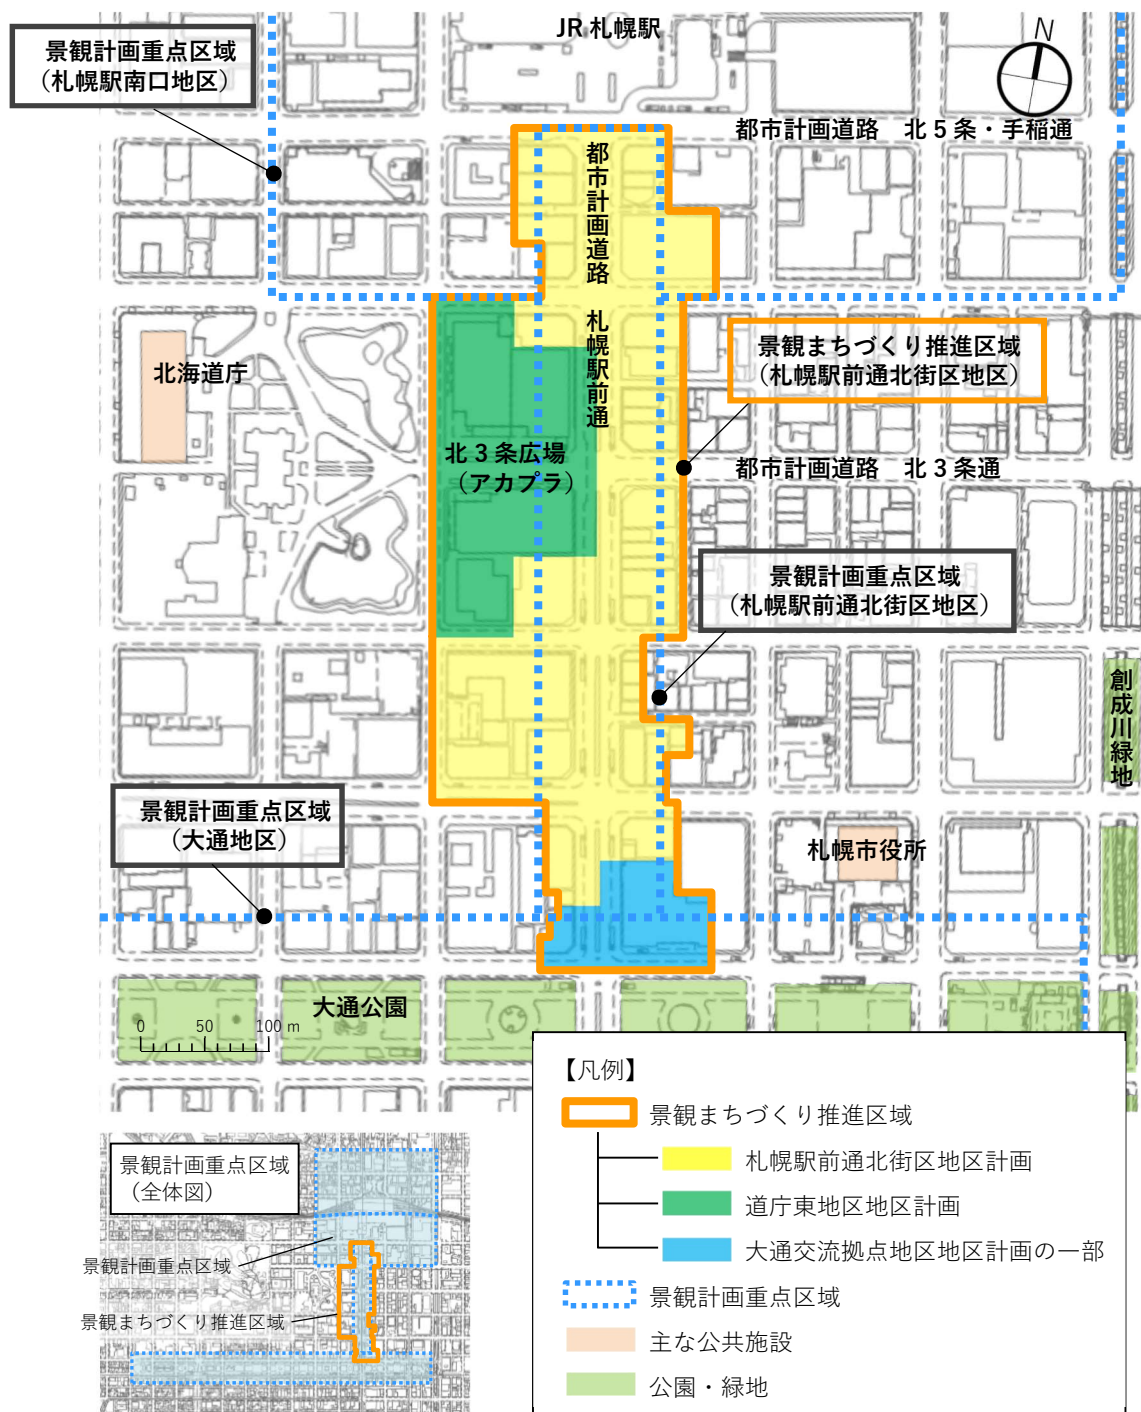 JR 札幌駅
景観計画重点区域
(札幌駅南口地区)
N
都市計画道路　北 5 条・手稲通
都市計画道路　札幌駅前通
北海道庁
景観まちづくり推進区域
(札幌駅前通北街区地区)
北 3 条広場
(アカプラ)
都市計画道路　北 3 条通
景観計画重点区域
(札幌駅前通北街区地区)
創成川緑地
景観計画重点区域
(大通地区)
札幌市役所
大通公園
0 50 100 m
【凡例】
景観まちづくり推進区域
札幌駅前通北街区地区計画
道庁東地区地区計画
大通交流拠点地区地区計画の一部
景観計画重点区域
主な公共施設
公園・緑地
景観計画重点区域
(全体図)
景観計画重点区域
景観まちづくり推進区域